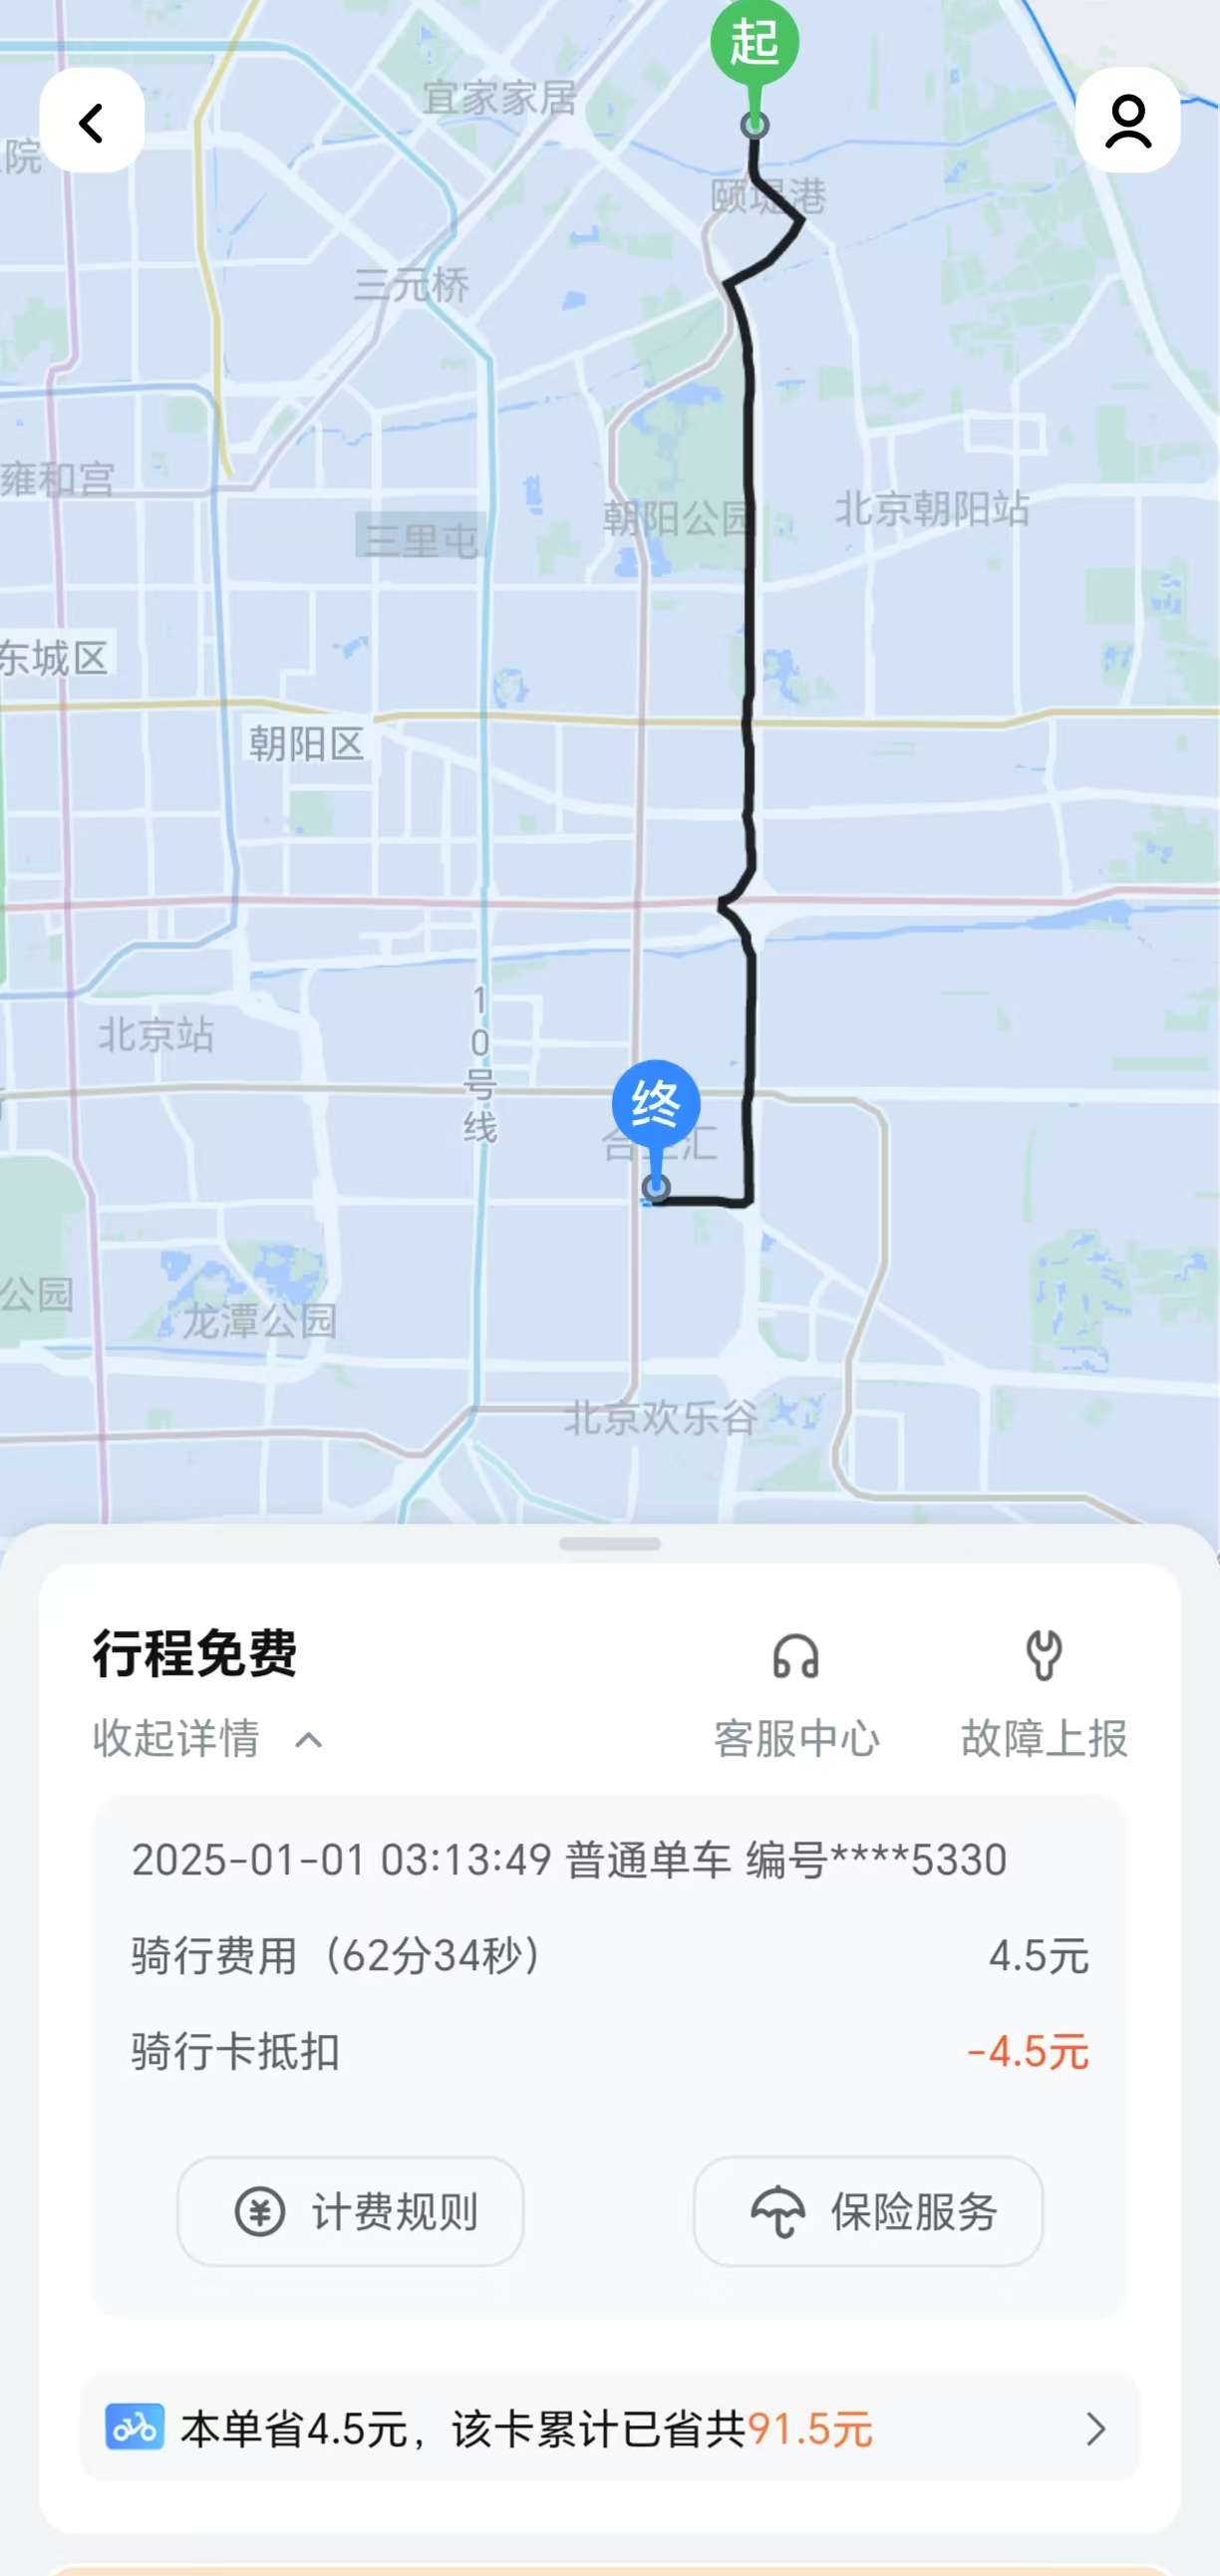 起
宜家家居
院
颐堤港
三元桥
雍和宫
朝阳公园
北京朝阳站
三里屯
东城区
朝阳区
10号线
北京站
终
公园
龙潭公园
北京欢乐谷
行程免费
收起详情
客服中心
故障上报
2025-01-01 03:13:49 普通单车 编号****5330
骑行费用（62分34秒）
4.5元
骑行卡抵扣
-4.5元
计费规则
保险服务
本单省4.5元，该卡累计已省共91.5元